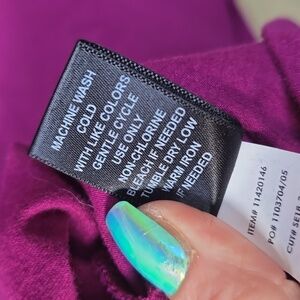 MACHINE WASH
COLD
WITH LIKE COLORS
GENTLE CYCLE
USE ONLY
NON-CHLORINE
BLEACH IF NEEDED
TUMBLE DRY LOW
WARM IRON
IF NEEDED
ITEM# 11420146
PO# 1103704/05